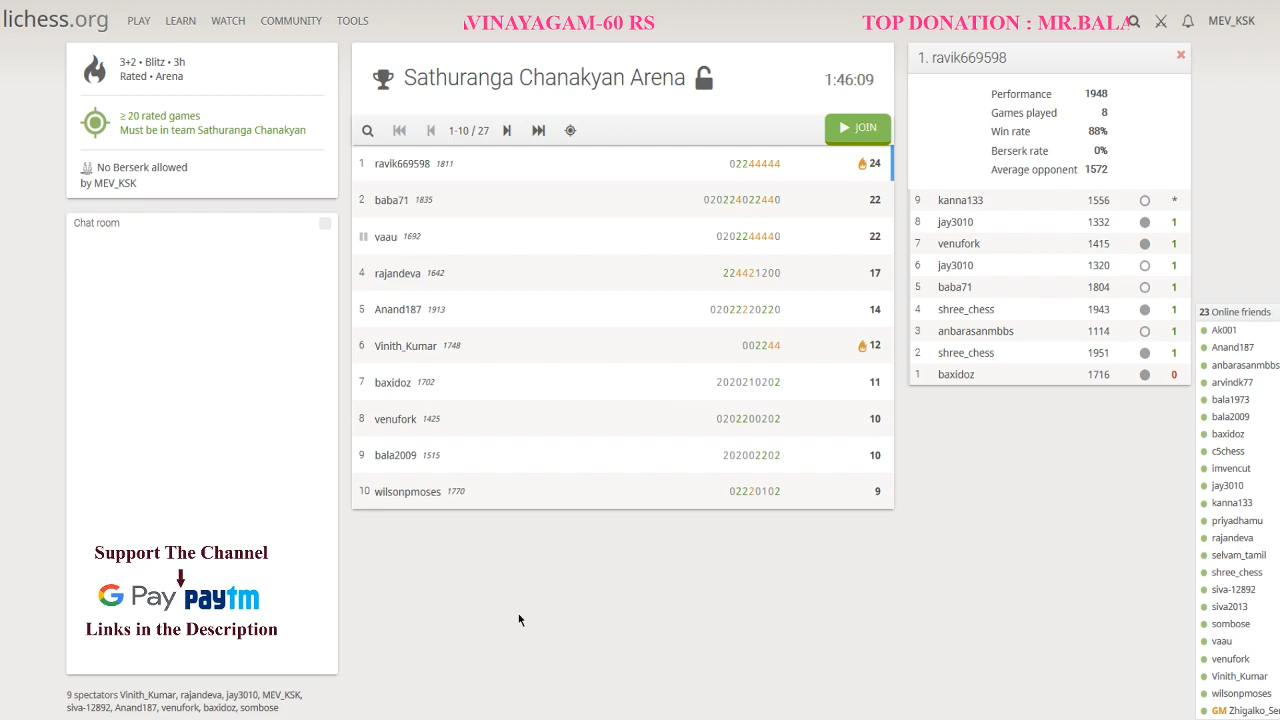 lichess.org PLAY LEARN WATCH COMMUNITY TOOLS VINAYAGAM-60 RS TOP DONATION : MR.BALA MEV_KSK
3+2 • Blitz • 3h
Rated • Arena
≥ 20 rated games
Must be in team Sathuranga Chanakyan
No Berserk allowed
by MEV_KSK
Chat room
Support The Channel
G Pay paytm
Links in the Description
9 spectators Vinith_Kumar, rajandeva, jay3010, MEV_KSK,
siva-12892, Anand187, venufork, baxidoz, sombose
Sathuranga Chanakyan Arena 1:46:09
1-10 / 27 JOIN
1 ravik669598 1811 02244444 24
2 baba71 1835 020224022440 22
vaau 1692 0202244440 22
4 rajandeva 1642 224421200 17
5 Anand187 1913 02022220220 14
6 Vinith_Kumar 1748 002244 12
7 baxidoz 1702 2020210202 11
8 venufork 1425 0202200202 10
9 bala2009 1515 202002202 10
10 wilsonpmoses 1770 02220102 9
1. ravik669598
Performance 1948
Games played 8
Win rate 88%
Berserk rate 0%
Average opponent 1572
9 kanna133 1556 *
8 jay3010 1332 1
7 venufork 1415 1
6 jay3010 1320 1
5 baba71 1804 1
4 shree_chess 1943 1
3 anbarasanmbbs 1114 1
2 shree_chess 1951 1
1 baxidoz 1716 0
23 Online friends
Ak001
Anand187
anbarasanmbbs
arvindk77
bala1973
bala2009
baxidoz
c5chess
imvencut
jay3010
kanna133
priyadhamu
rajandeva
selvam_tamil
shree_chess
siva-12892
siva2013
sombose
vaau
venufork
Vinith_Kumar
wilsonpmoses
GM Zhigalko_Se